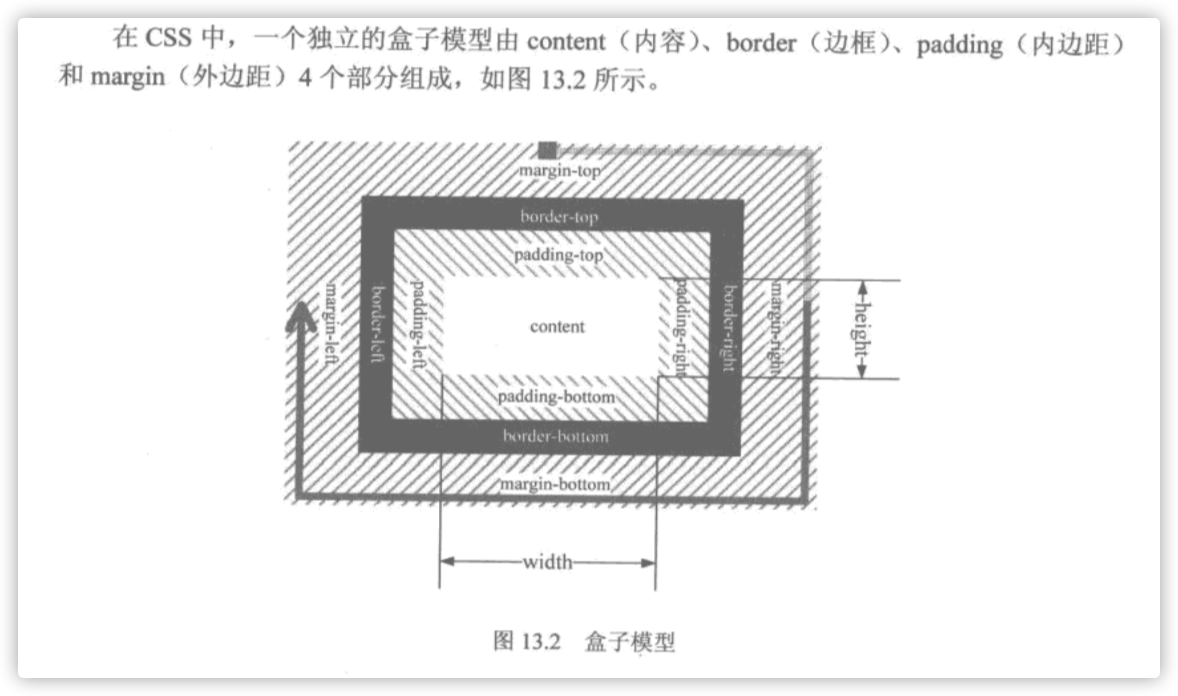 在 CSS 中，一个独立的盒子模型由 content（内容）、border（边框）、padding（内边距）
和 margin（外边距）4 个部分组成，如图 13.2 所示。
margin-top
border-top
padding-top
margin-left
border-left
padding-left
content
padding-right
border-right
margin-right
height
padding-bottom
border-bottom
margin-bottom
width
图 13.2 盒子模型